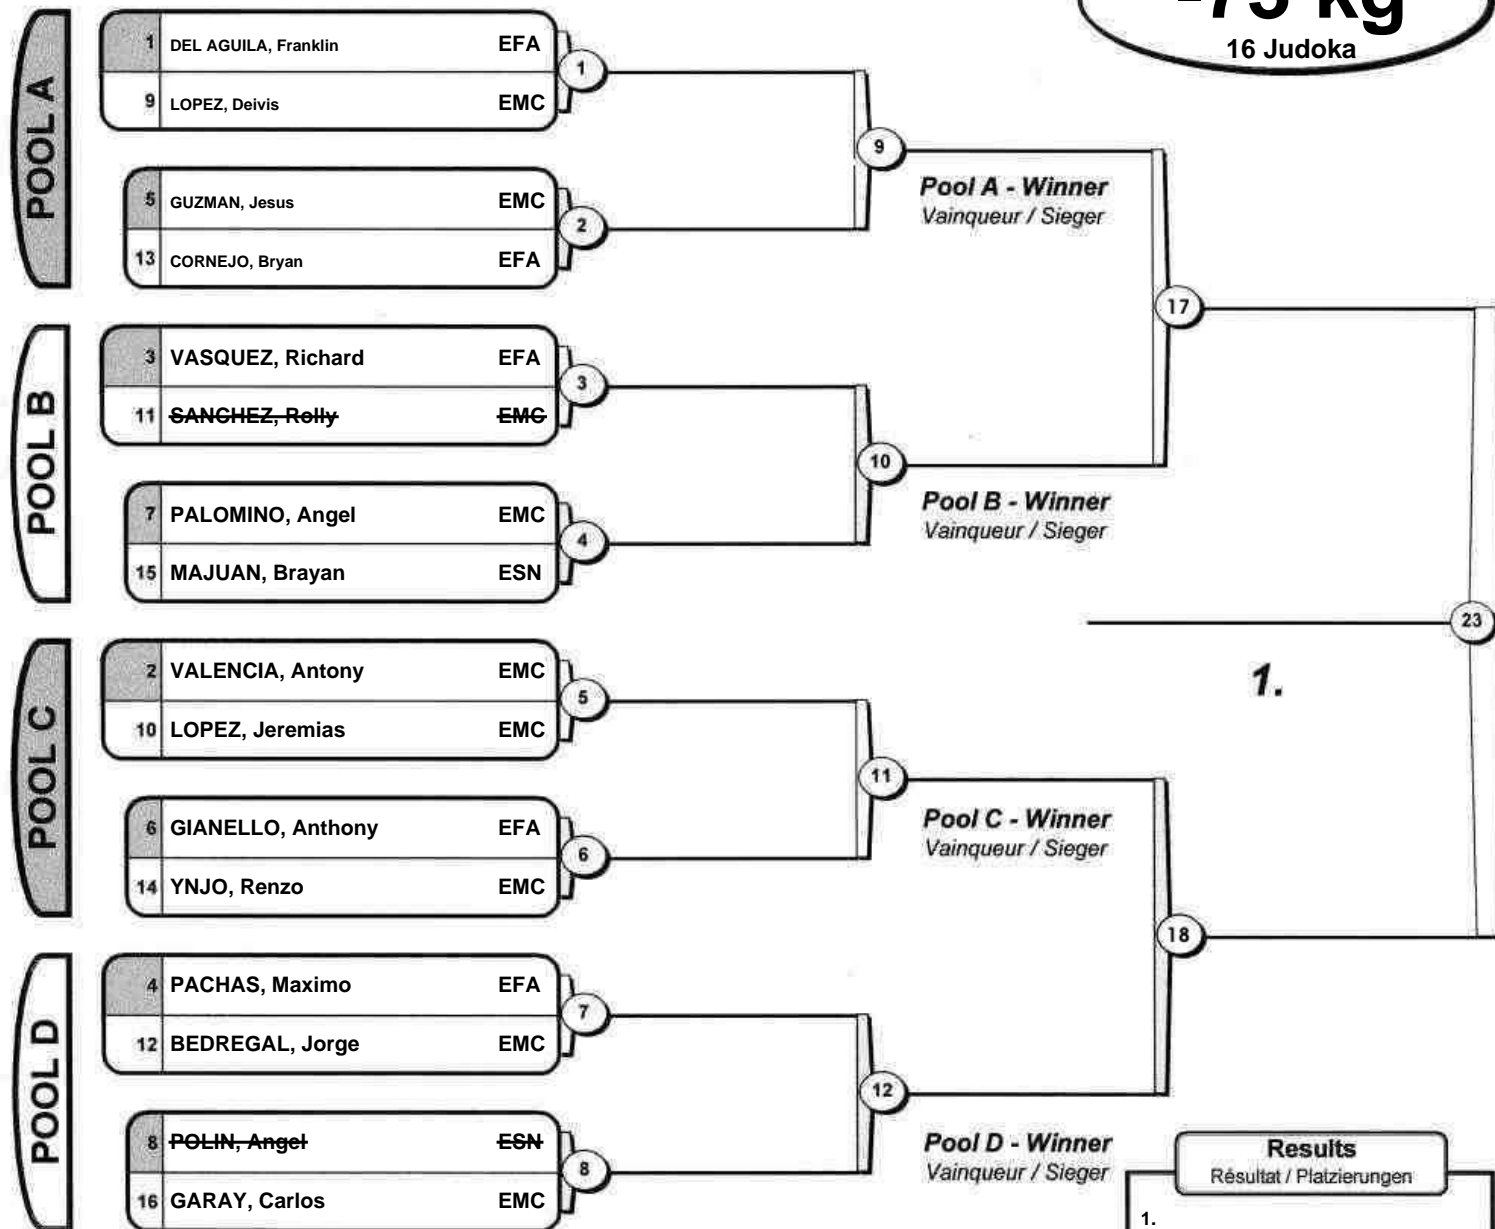 -73 kg
16 Judoka
POOL A
1 DEL AGUILA, Franklin EFA
9 LOPEZ, Deivis EMC
1
5 GUZMAN, Jesus EMC
13 CORNEJO, Bryan EFA
2
9
Pool A - Winner
Vainqueur / Sieger
POOL B
3 VASQUEZ, Richard EFA
11 SANCHEZ, Rolly EMC
3
7 PALOMINO, Angel EMC
15 MAJUAN, Brayan ESN
4
10
Pool B - Winner
Vainqueur / Sieger
17
23
1.
POOL C
2 VALENCIA, Antony EMC
10 LOPEZ, Jeremias EMC
5
6 GIANELLO, Anthony EFA
14 YNJO, Renzo EMC
6
11
Pool C - Winner
Vainqueur / Sieger
18
POOL D
4 PACHAS, Maximo EFA
12 BEDREGAL, Jorge EMC
7
8 POLIN, Angel ESN
16 GARAY, Carlos EMC
8
12
Pool D - Winner
Vainqueur / Sieger
Results
Résultat / Platzierungen
1.